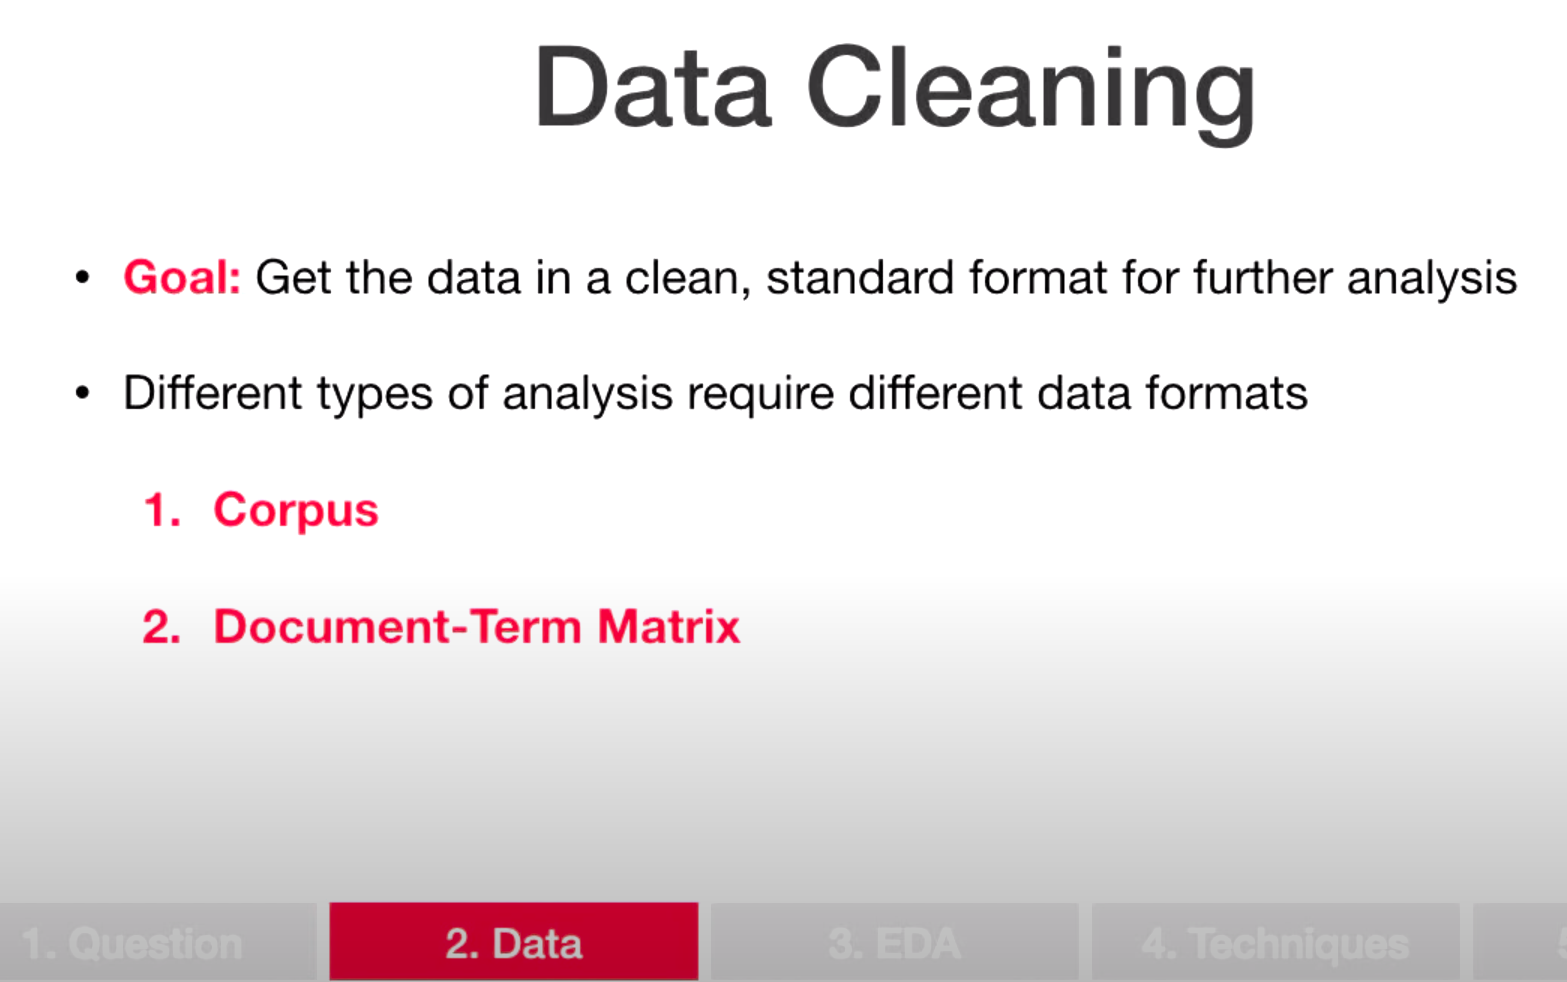 Data Cleaning
• Goal: Get the data in a clean, standard format for further analysis
• Different types of analysis require different data formats
1. Corpus
2. Document-Term Matrix
1. Question
2. Data
3. EDA
4. Techniques